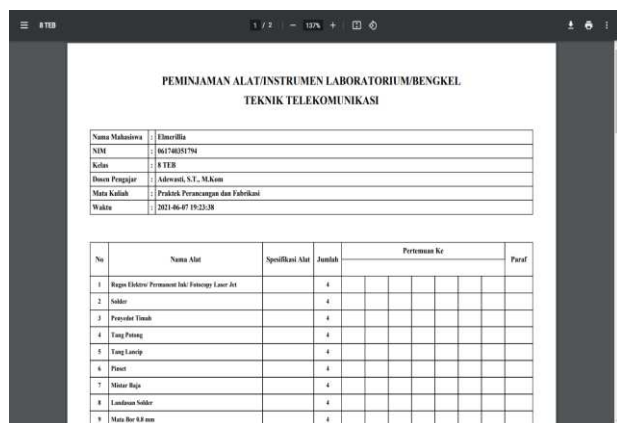 8 TEB
1 / 2
137%
PEMINJAMAN ALAT/INSTRUMEN LABORATORIUM/BENGKEL
TEKNIK TELEKOMUNIKASI
Nama Mahasiswa : Elmerillia
NIM : 061740351794
Kelas : 8 TEB
Dosen Pengajar : Adewasti, S.T., M.Kom
Mata Kuliah : Praktek Perancangan dan Fabrikasi
Waktu : 2021-06-07 19:23:38
No Nama Alat Spesifikasi Alat Jumlah Pertemuan Ke Paraf
1 Rugos Elektro/ Permanent Ink/ Fotocopy Laser Jet 4
2 Solder 4
3 Penyedot Timah 4
4 Tang Potong 4
5 Tang Lancip 4
6 Pinset 4
7 Mistar Baja 4
8 Landasan Solder 4
9 Mata Bor 0.8 mm 4